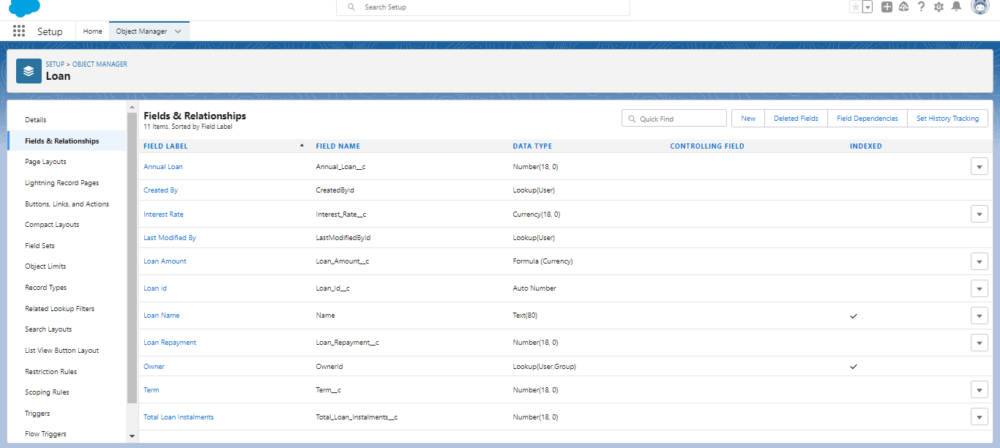 Search Setup
Setup
Home
Object Manager
SETUP > OBJECT MANAGER
Loan
Details
Fields & Relationships
Page Layouts
Lightning Record Pages
Buttons, Links, and Actions
Compact Layouts
Field Sets
Object Limits
Record Types
Related Lookup Filters
Search Layouts
List View Button Layout
Restriction Rules
Scoping Rules
Triggers
Flow Triggers
Fields & Relationships
11 Items, Sorted by Field Label
Quick Find
New
Deleted Fields
Field Dependencies
Set History Tracking
FIELD LABEL FIELD NAME DATA TYPE CONTROLLING FIELD INDEXED
Annual Loan Annual_Loan__c Number(18, 0)
Created By CreatedById Lookup(User)
Interest Rate Interest_Rate__c Currency(18, 0)
Last Modified By LastModifiedById Lookup(User)
Loan Amount Loan_Amount__c Formula (Currency)
Loan Id Loan_Id__c Auto Number
Loan Name Name Text(80)
Loan Repayment Loan_Repayment__c Number(18, 0)
Owner OwnerId Lookup(User,Group)
Term Term__c Number(18, 0)
Total Loan Instalments Total_Loan_Instalments__c Number(18, 0)